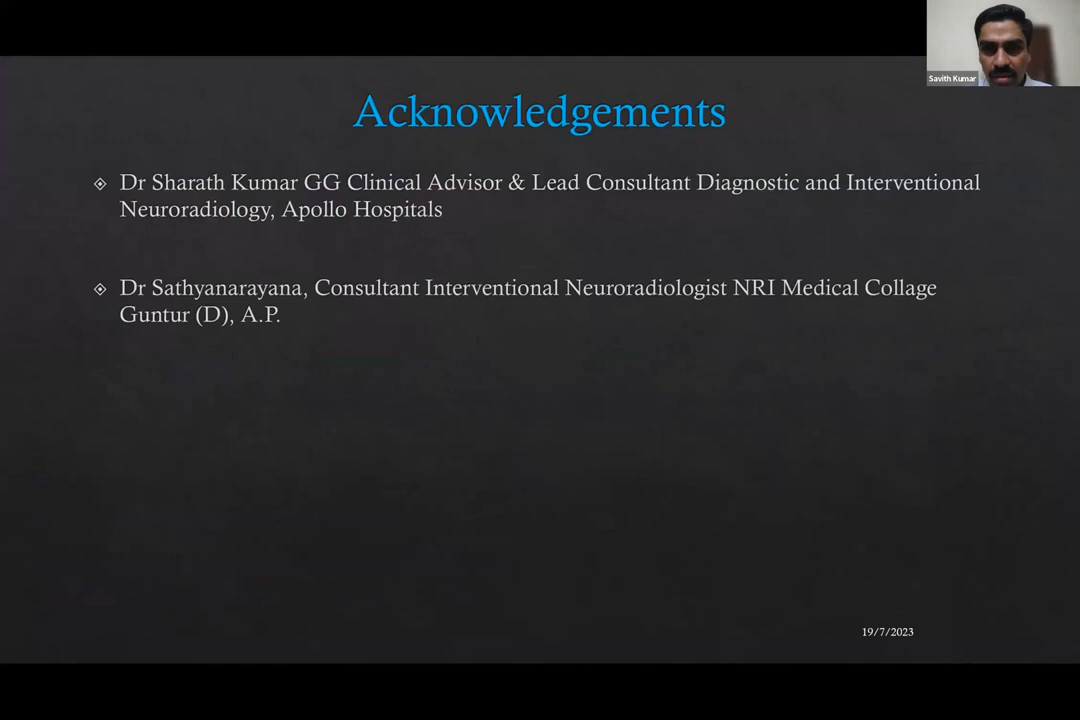 Savith Kumar
Acknowledgements
Dr Sharath Kumar GG Clinical Advisor & Lead Consultant Diagnostic and Interventional
Neuroradiology, Apollo Hospitals
Dr Sathyanarayana, Consultant Interventional Neuroradiologist NRI Medical Collage
Guntur (D), A.P.
19/7/2023